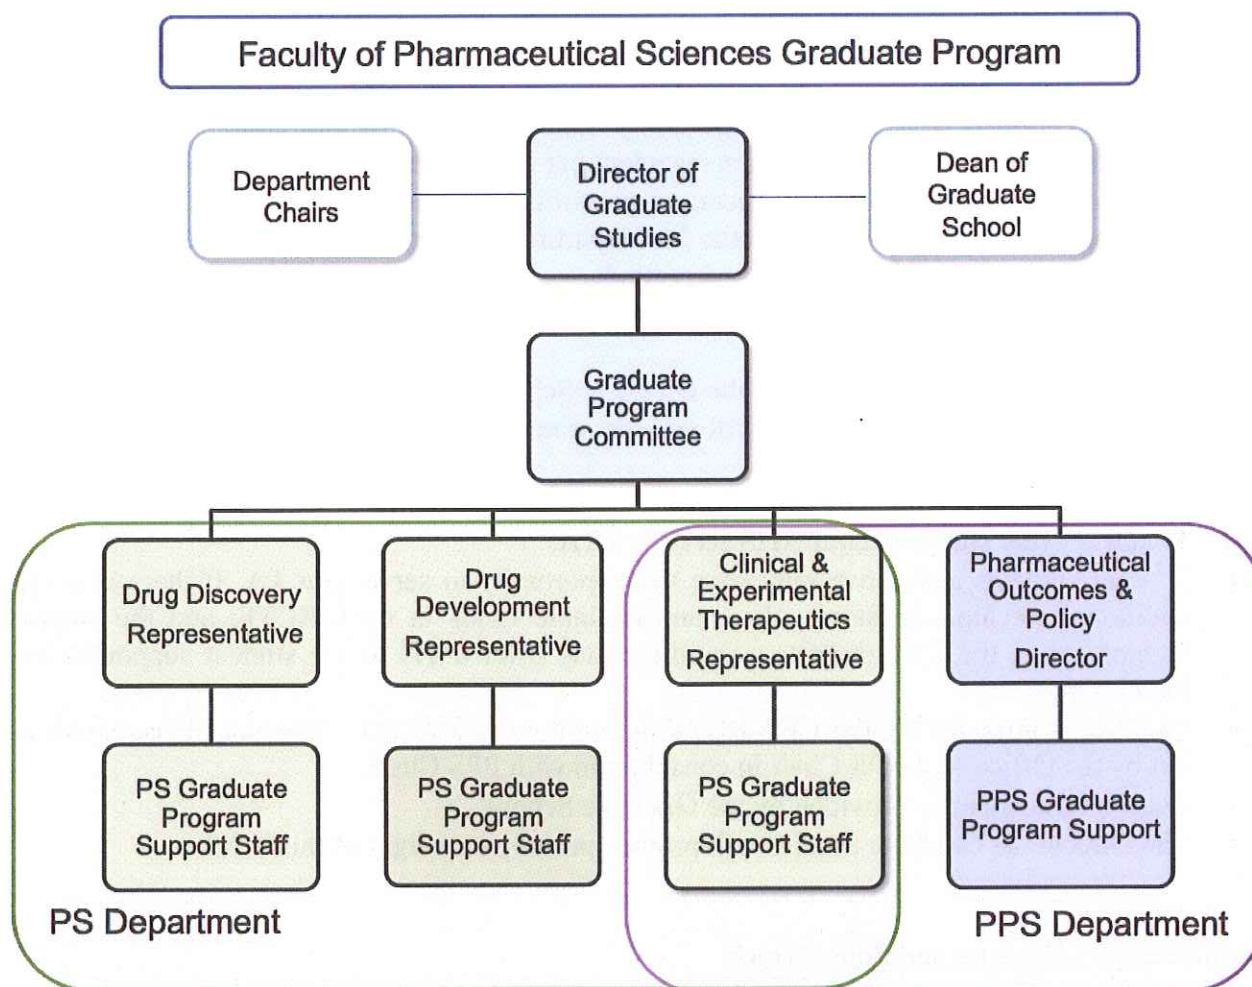 Faculty of Pharmaceutical Sciences Graduate Program
Department
Chairs
Director of
Graduate
Studies
Dean of
Graduate
School
Graduate
Program
Committee
Drug Discovery
Representative
Drug
Development
Representative
Clinical &
Experimental
Therapeutics
Representative
Pharmaceutical
Outcomes &
Policy
Director
PS Graduate
Program
Support Staff
PS Graduate
Program
Support Staff
PS Graduate
Program
Support Staff
PPS Graduate
Program Support
PS Department
PPS Department